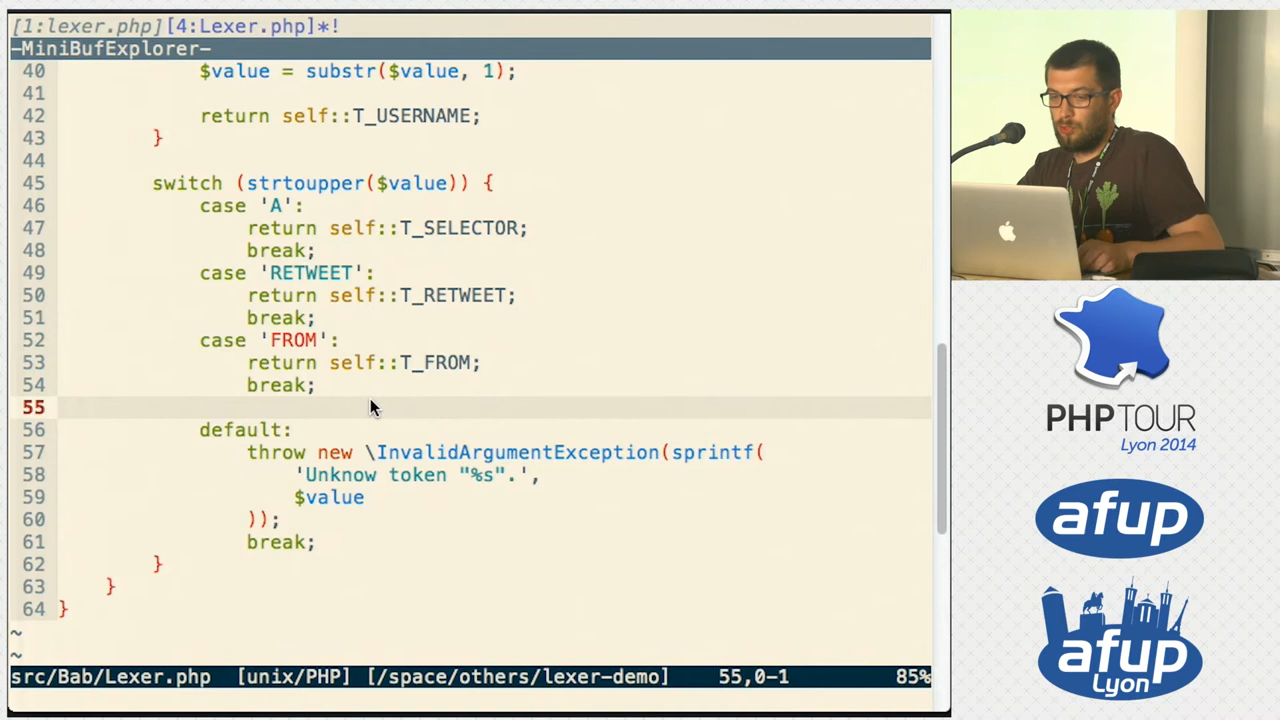 [1:lexer.php][4:Lexer.php]*!
-MiniBufExplorer-
40 $value = substr($value, 1);
41
42 return self::T_USERNAME;
43 }
44
45 switch (strtoupper($value)) {
46 case 'A':
47 return self::T_SELECTOR;
48 break;
49 case 'RETWEET':
50 return self::T_RETWEET;
51 break;
52 case 'FROM':
53 return self::T_FROM;
54 break;
55
56 default:
57 throw new \InvalidArgumentException(sprintf(
58 'Unknow token "%s".',
59 $value
60 ));
61 break;
62 }
63 }
64 }
~
~
src/Bab/Lexer.php [unix/PHP] [/space/others/lexer-demo] 55,0-1 85%
PHP TOUR
Lyon 2014
afup
afup
Lyon